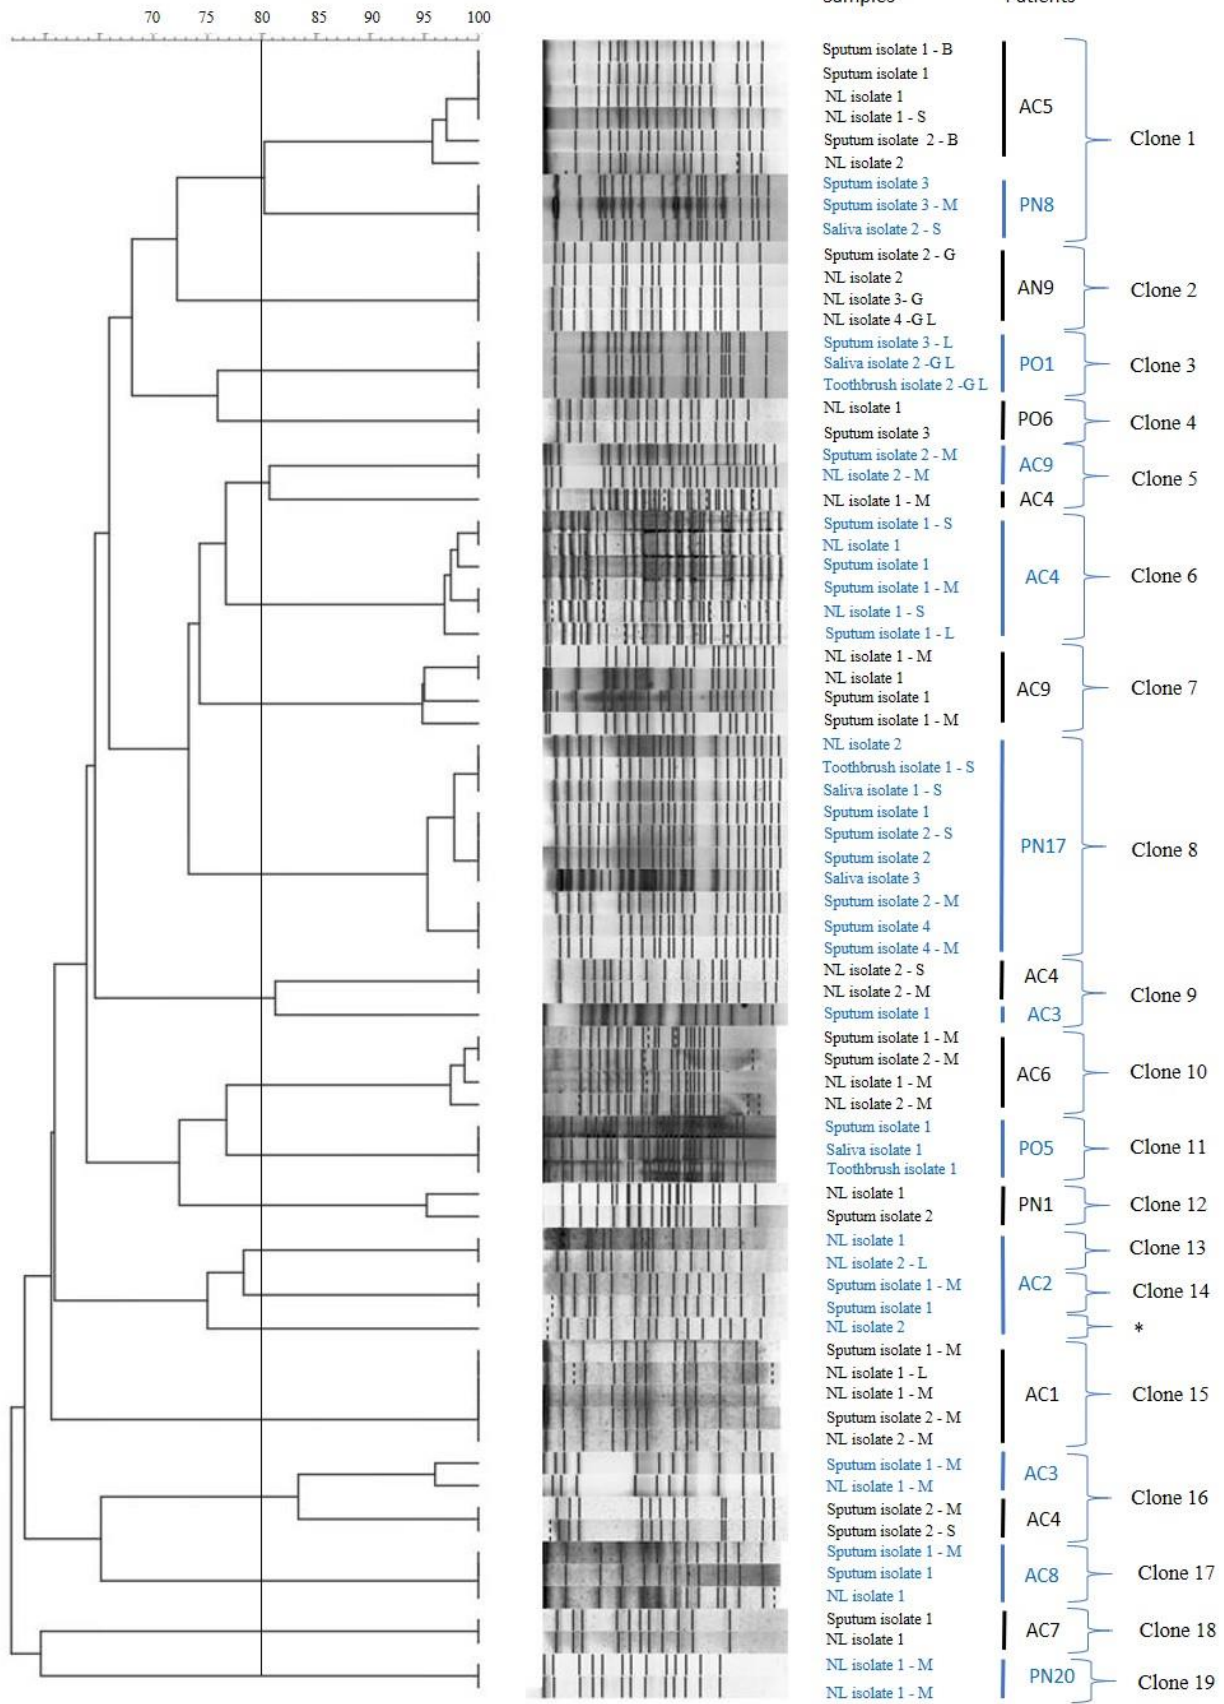 Samples Patients
70 75 80 85 90 95 100
Sputum isolate 1 - B
Sputum isolate 1
NL isolate 1
AC5
NL isolate 1 - S
Sputum isolate 2 - B
Clone 1
NL isolate 2
Sputum isolate 3
Sputum isolate 3 - M
PN8
Saliva isolate 2 - S
Sputum isolate 2 - G
NL isolate 2
AN9
Clone 2
NL isolate 3- G
NL isolate 4 -G L
Sputum isolate 3 - L
Saliva isolate 2 -G L
PO1
Clone 3
Toothbrush isolate 2 -G L
NL isolate 1
PO6
Clone 4
Sputum isolate 3
Sputum isolate 2 - M
AC9
NL isolate 2 - M
Clone 5
NL isolate 1 - M
AC4
Sputum isolate 1 - S
NL isolate 1
Sputum isolate 1
AC4
Clone 6
Sputum isolate 1 - M
NL isolate 1 - S
Sputum isolate 1 - L
NL isolate 1 - M
NL isolate 1
AC9
Clone 7
Sputum isolate 1
Sputum isolate 1 - M
NL isolate 2
Toothbrush isolate 1 - S
Saliva isolate 1 - S
Sputum isolate 1
Sputum isolate 2 - S
PN17
Clone 8
Sputum isolate 2
Saliva isolate 3
Sputum isolate 2 - M
Sputum isolate 4
Sputum isolate 4 - M
NL isolate 2 - S
AC4
NL isolate 2 - M
Clone 9
Sputum isolate 1
AC3
Sputum isolate 1 - M
Sputum isolate 2 - M
AC6
Clone 10
NL isolate 1 - M
NL isolate 2 - M
Sputum isolate 1
Saliva isolate 1
PO5
Clone 11
Toothbrush isolate 1
NL isolate 1
PN1
Clone 12
Sputum isolate 2
NL isolate 1
Clone 13
NL isolate 2 - L
Sputum isolate 1 - M
AC2
Clone 14
Sputum isolate 1
NL isolate 2
*
Sputum isolate 1 - M
NL isolate 1 - L
NL isolate 1 - M
AC1
Clone 15
Sputum isolate 2 - M
NL isolate 2 - M
Sputum isolate 1 - M
AC3
NL isolate 1 - M
Clone 16
Sputum isolate 2 - M
AC4
Sputum isolate 2 - S
Sputum isolate 1 - M
Sputum isolate 1
AC8
Clone 17
NL isolate 1
Sputum isolate 1
AC7
Clone 18
NL isolate 1
NL isolate 1 - M
PN20
Clone 19
NL isolate 1 - M